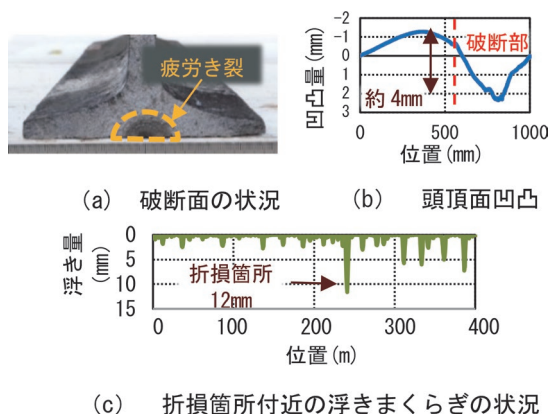 疲労き裂
(a) 破断面の状況
-2
-1
0
1
2
3
凹凸量(mm)
破断部
約4mm
0
500
1000
位置(mm)
(b) 頭頂面凹凸
0
5
10
15
浮き量(mm)
折損箇所
12mm
0
100
200
300
400
位置(m)
(c) 折損箇所付近の浮きまくらぎの状況